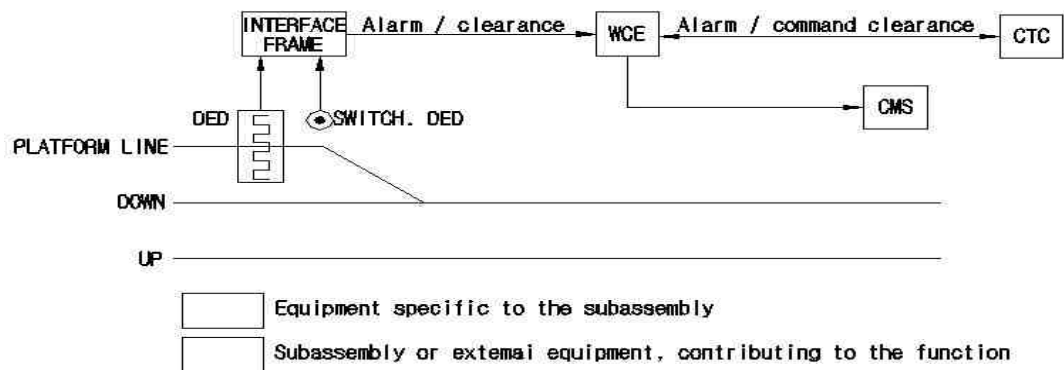 INTERFACE
FRAME
Alarm / clearance
WCE
Alarm / command clearance
CTC
CMS
DED
SWITCH. DED
PLATFORM LINE
DOWN
UP
Equipment specific to the subassembly
Subassembly or extemai equipment, contributing to the function